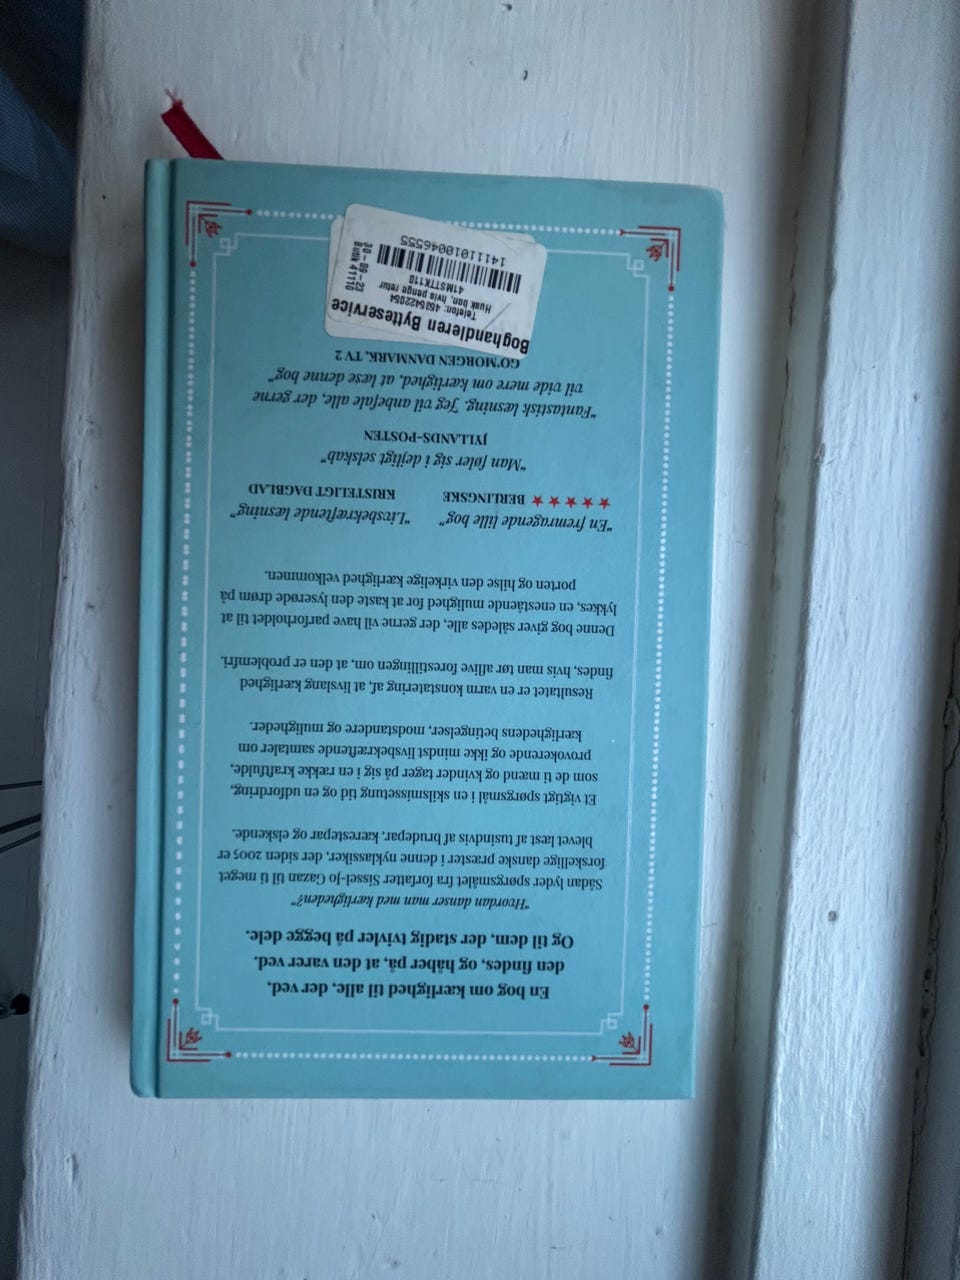 En bog om kærlighed til alle, der ved,
den findes, og håber på, at den varer ved.
Og til dem, der stadig tvivler på begge dele.
"Hvordan danser man med kærligheden?"
Sådan lyder spørgsmålet fra forfatter Sissel-Jo Gazan til ti meget
forskellige danske præster i denne nyklassiker, der siden 2005 er
blevet læst af tusindvis af brudepar, kærestepar og elskende.
Et vigtigt spørgsmål i en skilsmissetung tid og en udfordring,
som de ti mænd og kvinder tager på sig i en række kraftfulde,
provokerende og ikke mindst livsbekræftende samtaler om
kærlighedens betingelser, modstandere og muligheder.
Resultatet er en varm konstatering af, at livslang kærlighed
findes, hvis man tør aflive forestillingen om, at den er problemfri.
Denne bog giver således alle, der gerne vil have parforholdet til at
lykkes, en enestående mulighed for at kaste den lyserøde drøm på
porten og hilse den virkelige kærlighed velkommen.
"En fremragende lille bog"
★★★★★ BERLINGSKE
"Livsbekræftende læsning"
KRISTELIGT DAGBLAD
"Man føler sig i dejligt selskab"
JYLLANDS-POSTEN
"Fantastisk læsning. Jeg vil anbefale alle, der gerne
vil vide mere om kærlighed, at læse denne bog"
GO'MORGEN DANMARK, TV 2
Boghandleren Bytteservice
Telefon: 4535422054
Husk bon, hvis penge retur
41MSTTK110
1411101004655
Butik 41110
30-09-23